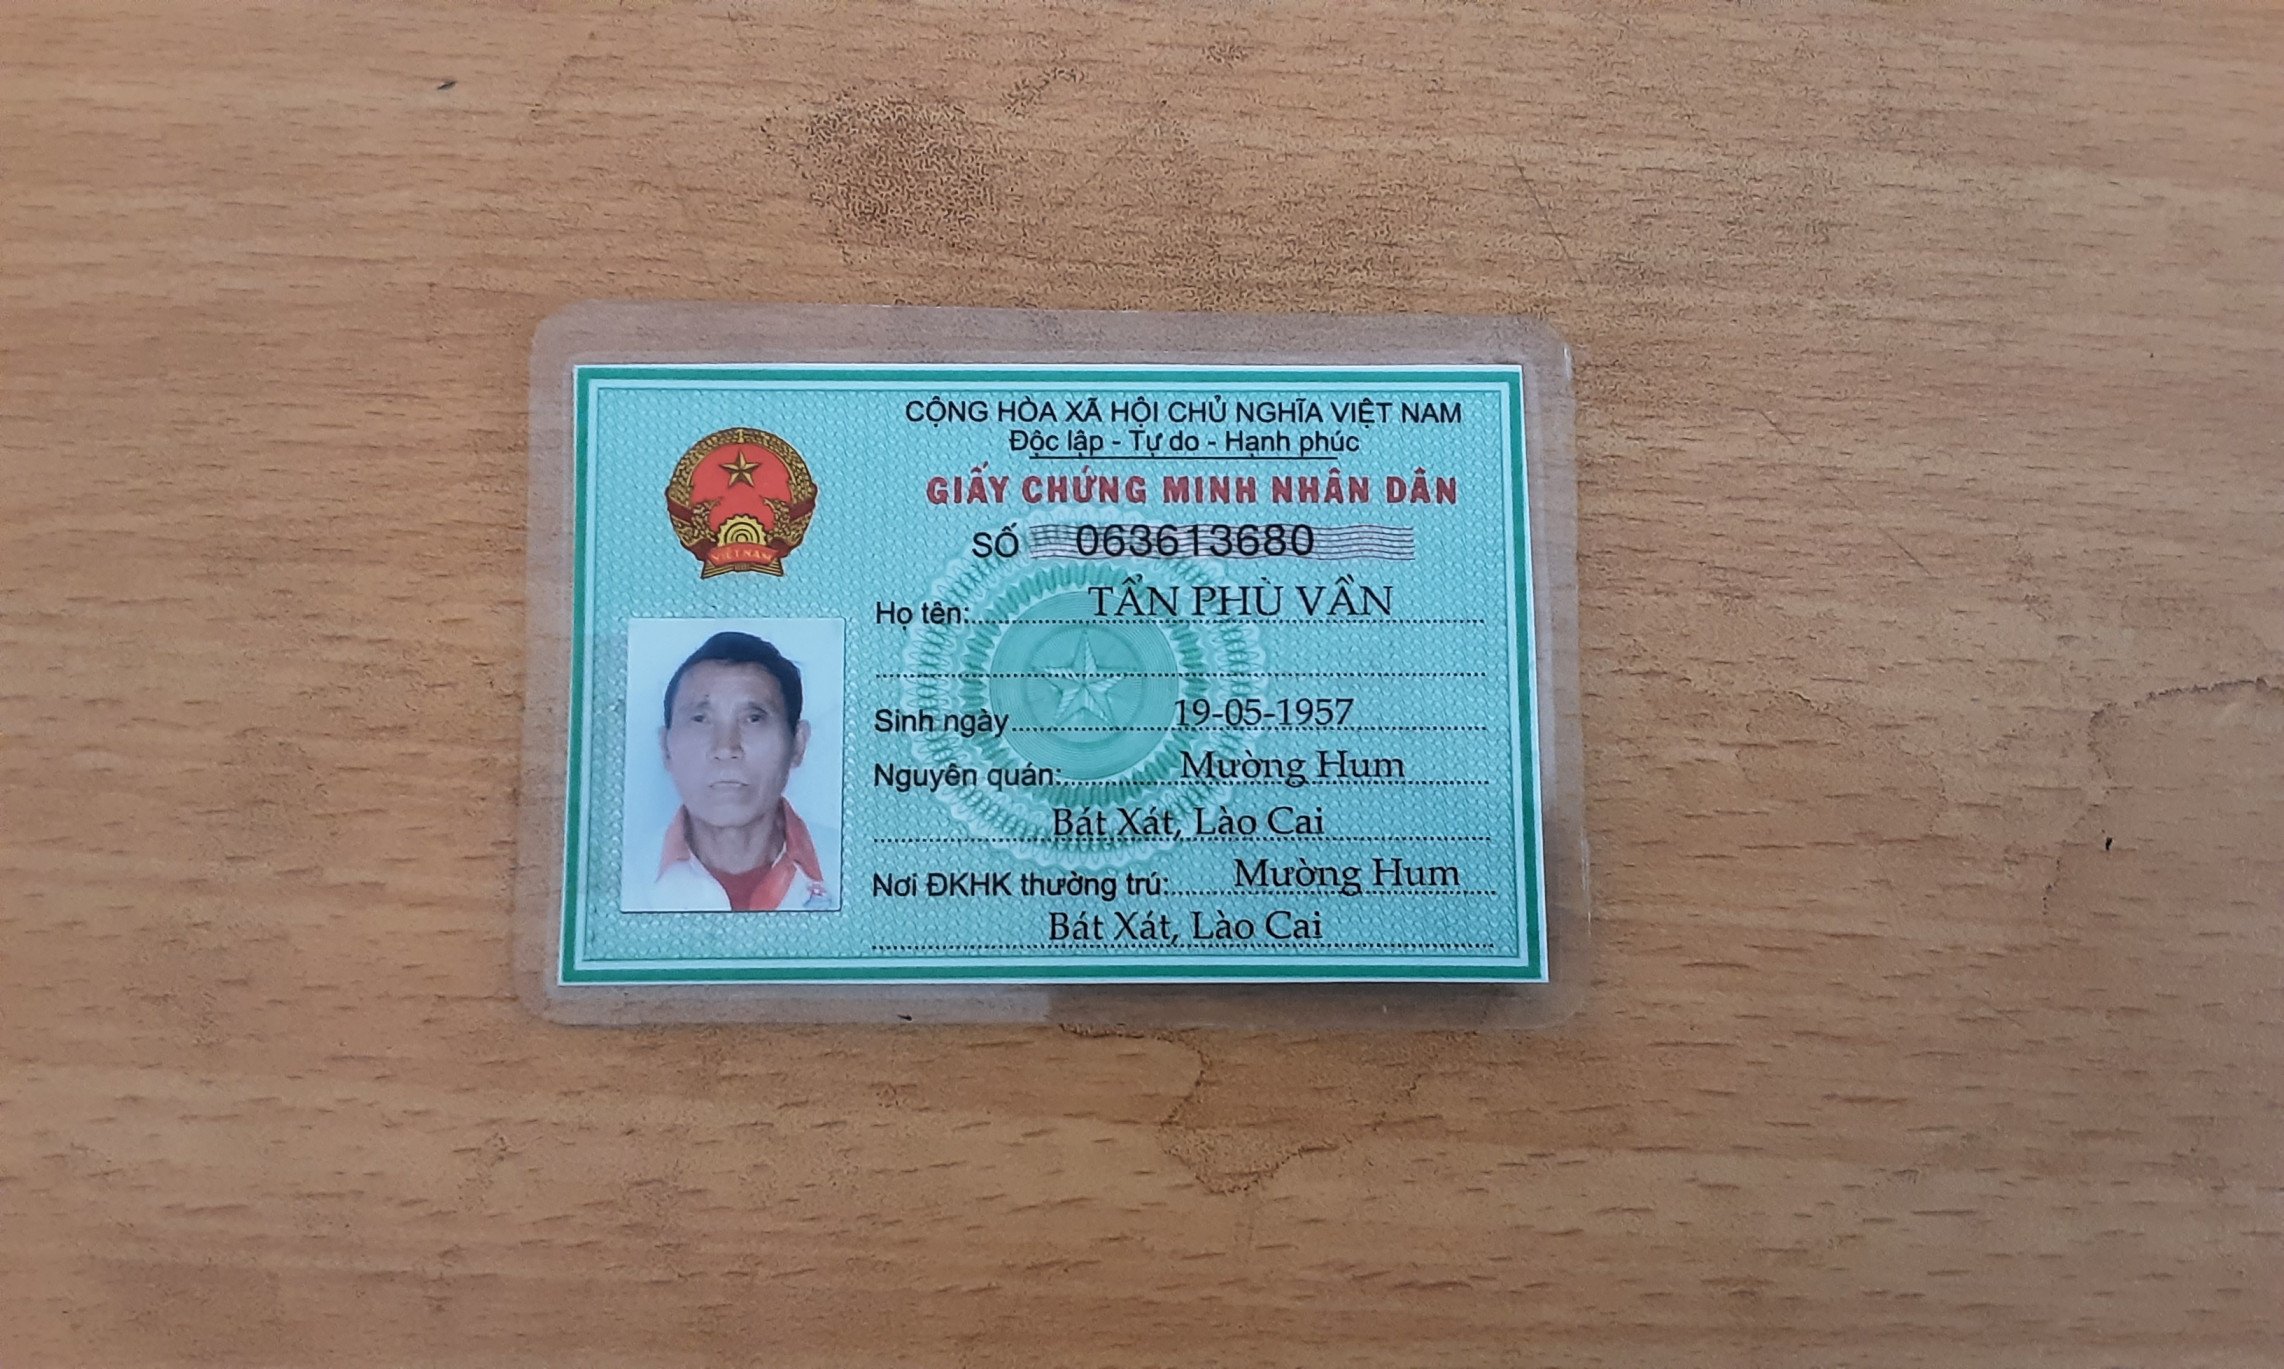 CỘNG HÒA XÃ HỘI CHỦ NGHĨA VIỆT NAM
Độc lập - Tự do - Hạnh phúc
GIẤY CHỨNG MINH NHÂN DÂN
SỐ 063613680
VIỆT NAM
Họ tên: TẨN PHÙ VẦN
Sinh ngày 19-05-1957
Nguyên quán: Mường Hum
Bát Xát, Lào Cai
Nơi ĐKHK thường trú: Mường Hum
Bát Xát, Lào Cai